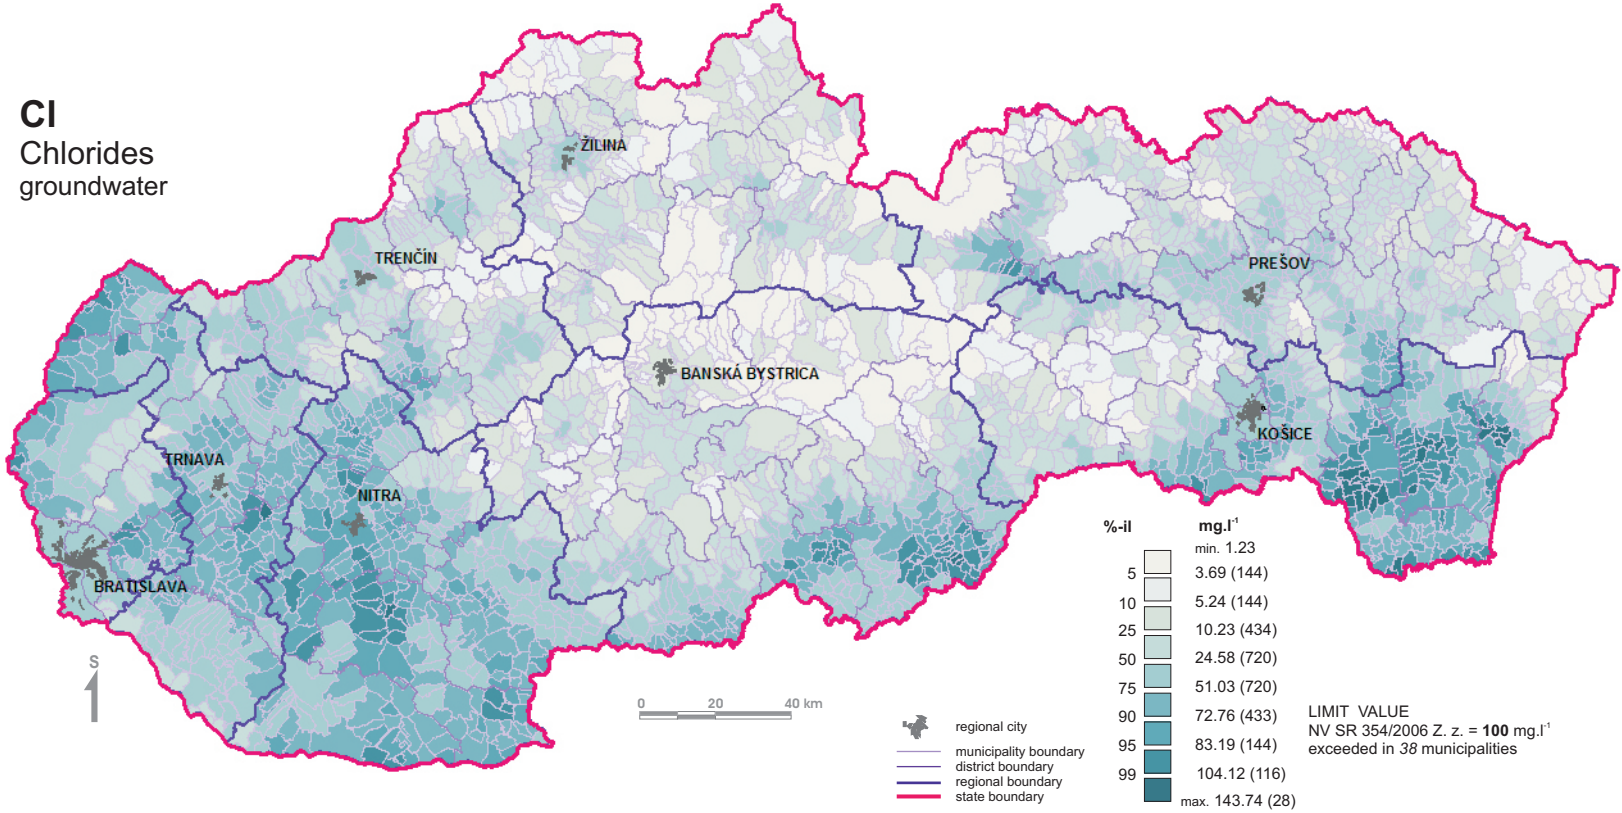 Cl
Chlorides
groundwater
ŽILINA
TRENČÍN
PREŠOV
BANSKÁ BYSTRICA
KOŠICE
TRNAVA
NITRA
BRATISLAVA
S
0 20 40 km
regional city
municipality boundary
district boundary
regional boundary
state boundary
%-il mg.l-1
min. 1.23
5 3.69 (144)
10 5.24 (144)
25 10.23 (434)
50 24.58 (720)
75 51.03 (720)
90 72.76 (433)
95 83.19 (144)
99 104.12 (116)
max. 143.74 (28)
LIMIT VALUE
NV SR 354/2006 Z. z. = 100 mg.l-1
exceeded in 38 municipalities